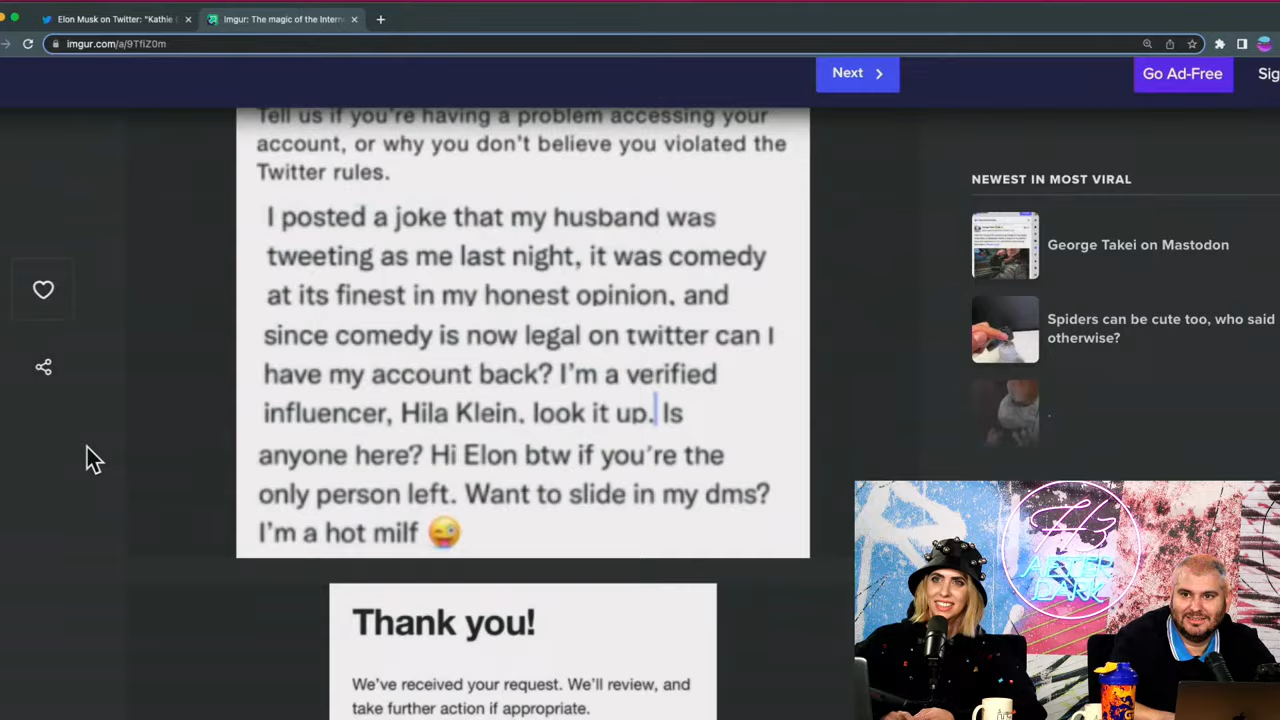 Elon Musk on Twitter: "Kathie
Imgur: The magic of the Intern
imgur.com/a/9TfiZ0m
Next
Go Ad-Free
Sig
Tell us if you're having a problem accessing your
account, or why you don't believe you violated the
Twitter rules.
I posted a joke that my husband was
tweeting as me last night, it was comedy
at its finest in my honest opinion, and
since comedy is now legal on twitter can I
have my account back? I'm a verified
influencer, Hila Klein. look it up. Is
anyone here? Hi Elon btw if you're the
only person left. Want to slide in my dms?
I'm a hot milf 😜
Thank you!
We've received your request. We'll review, and
take further action if appropriate.
NEWEST IN MOST VIRAL
George Takei on Mastodon
Spiders can be cute too, who said
otherwise?
H3
AFTER
DARK